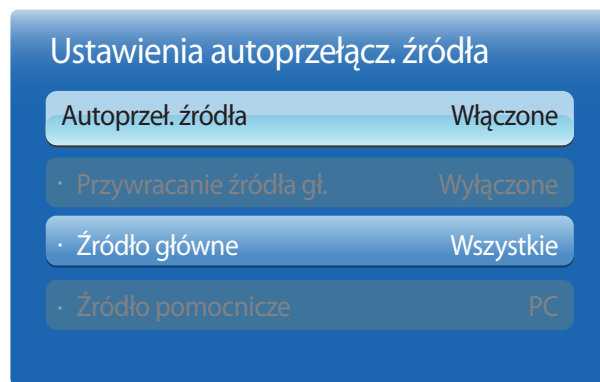 Ustawienia autoprzełącz. źródła
Autoprzeł. źródła Włączone
· Przywracanie źródła gł. Wyłączone
· Źródło główne Wszystkie
· Źródło pomocnicze PC